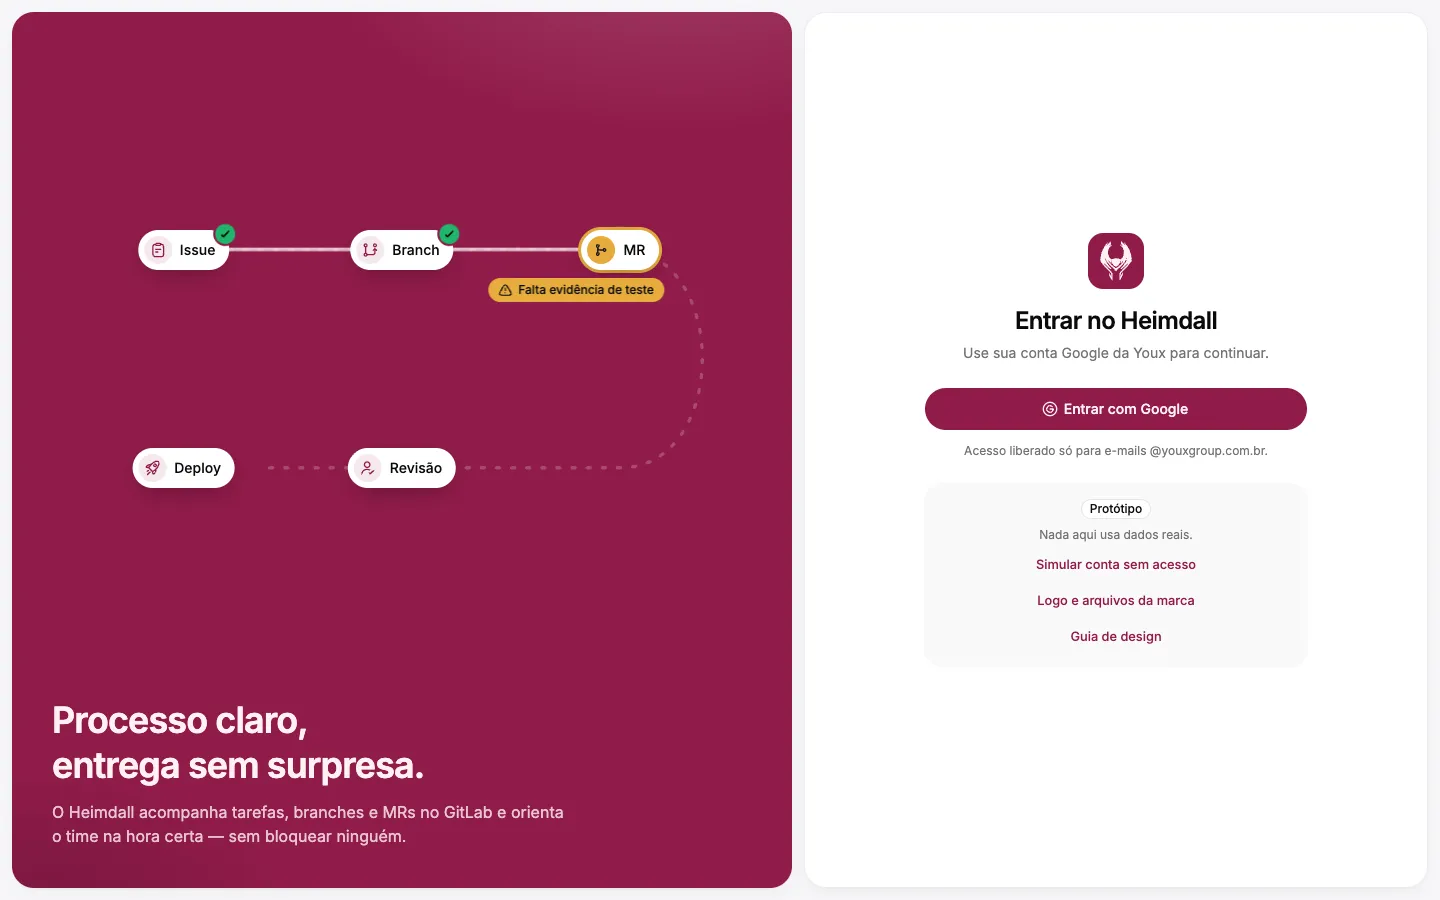 Issue
Branch
MR
Falta evidência de teste
Deploy
Revisão
Processo claro,
entrega sem surpresa.
O Heimdall acompanha tarefas, branches e MRs no GitLab e orienta
o time na hora certa — sem bloquear ninguém.
Entrar no Heimdall
Use sua conta Google da Youx para continuar.
Entrar com Google
Acesso liberado só para e-mails @youxgroup.com.br.
Protótipo
Nada aqui usa dados reais.
Simular conta sem acesso
Logo e arquivos da marca
Guia de design